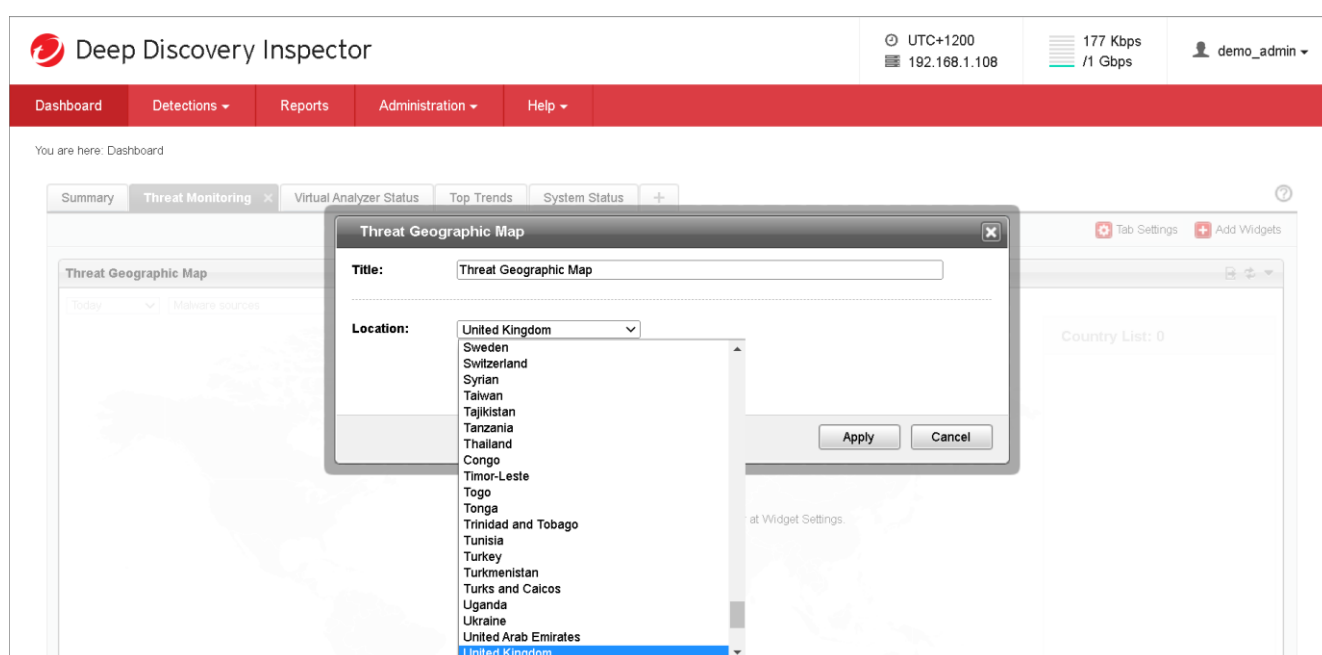 Deep Discovery Inspector
UTC+1200
192.168.1.108
177 Kbps
/1 Gbps
demo_admin
Dashboard Detections Reports Administration Help
You are here: Dashboard
Summary Threat Monitoring Virtual Analyzer Status Top Trends System Status +
Tab Settings Add Widgets
Threat Geographic Map
Title: Threat Geographic Map
Threat Geographic Map
Today Malware sources
Location: United Kingdom
Country List: 0
Sweden
Switzerland
Syrian
Taiwan
Tajikistan
Tanzania
Thailand
Congo
Timor-Leste
Togo
Tonga
Trinidad and Tobago
Tunisia
Turkey
Turkmenistan
Turks and Caicos
Uganda
Ukraine
United Arab Emirates
United Kingdom
Apply Cancel
at Widget Settings.